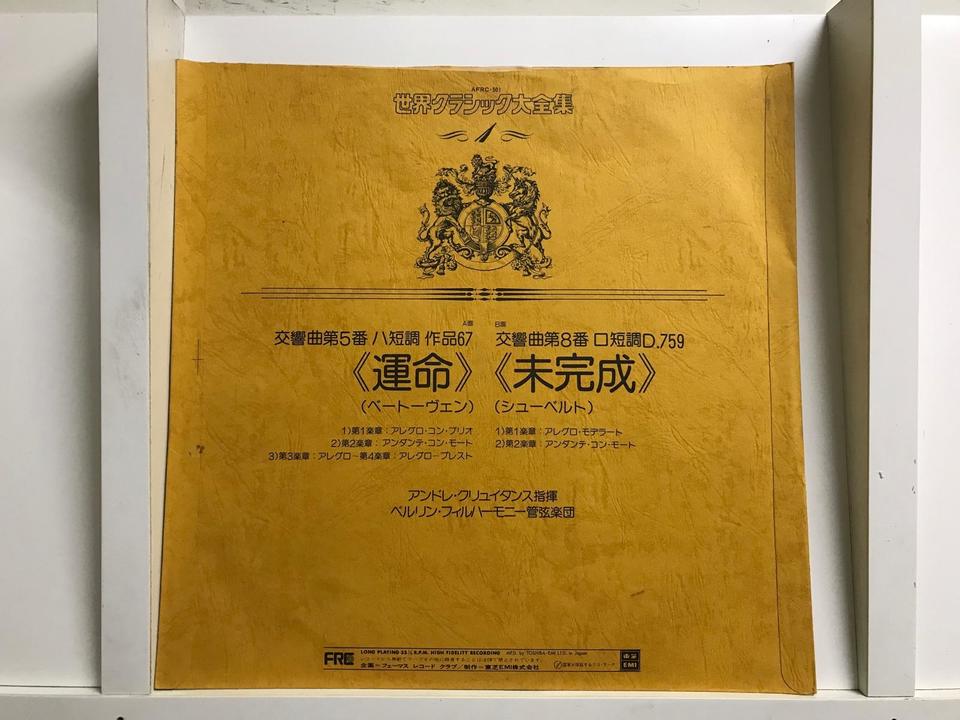 AFRC-501
世界クラシック大全集
1
A面
交響曲第5番 ハ短調 作品67
《運命》
(ベートーヴェン)
1)第1楽章：アレグロ・コン・ブリオ
2)第2楽章：アンダンテ・コン・モート
3)第3楽章：アレグロ〜第4楽章：アレグロ−プレスト
B面
交響曲第8番 ロ短調D.759
《未完成》
(シューベルト)
1)第1楽章：アレグロ・モデラート
2)第2楽章：アンダンテ・コン・モート
アンドレ・クリュイタンス指揮
ベルリン・フィルハーモニー管弦楽団
FRC
LONG PLAYING 33 1/3 R.P.M. HIGH FIDELITY RECORDING MFD. by TOSHIBA-EMI LTD. in Japan
企画−フェーマス レコード クラブ／制作−東芝EMI株式会社
東芝
EMI